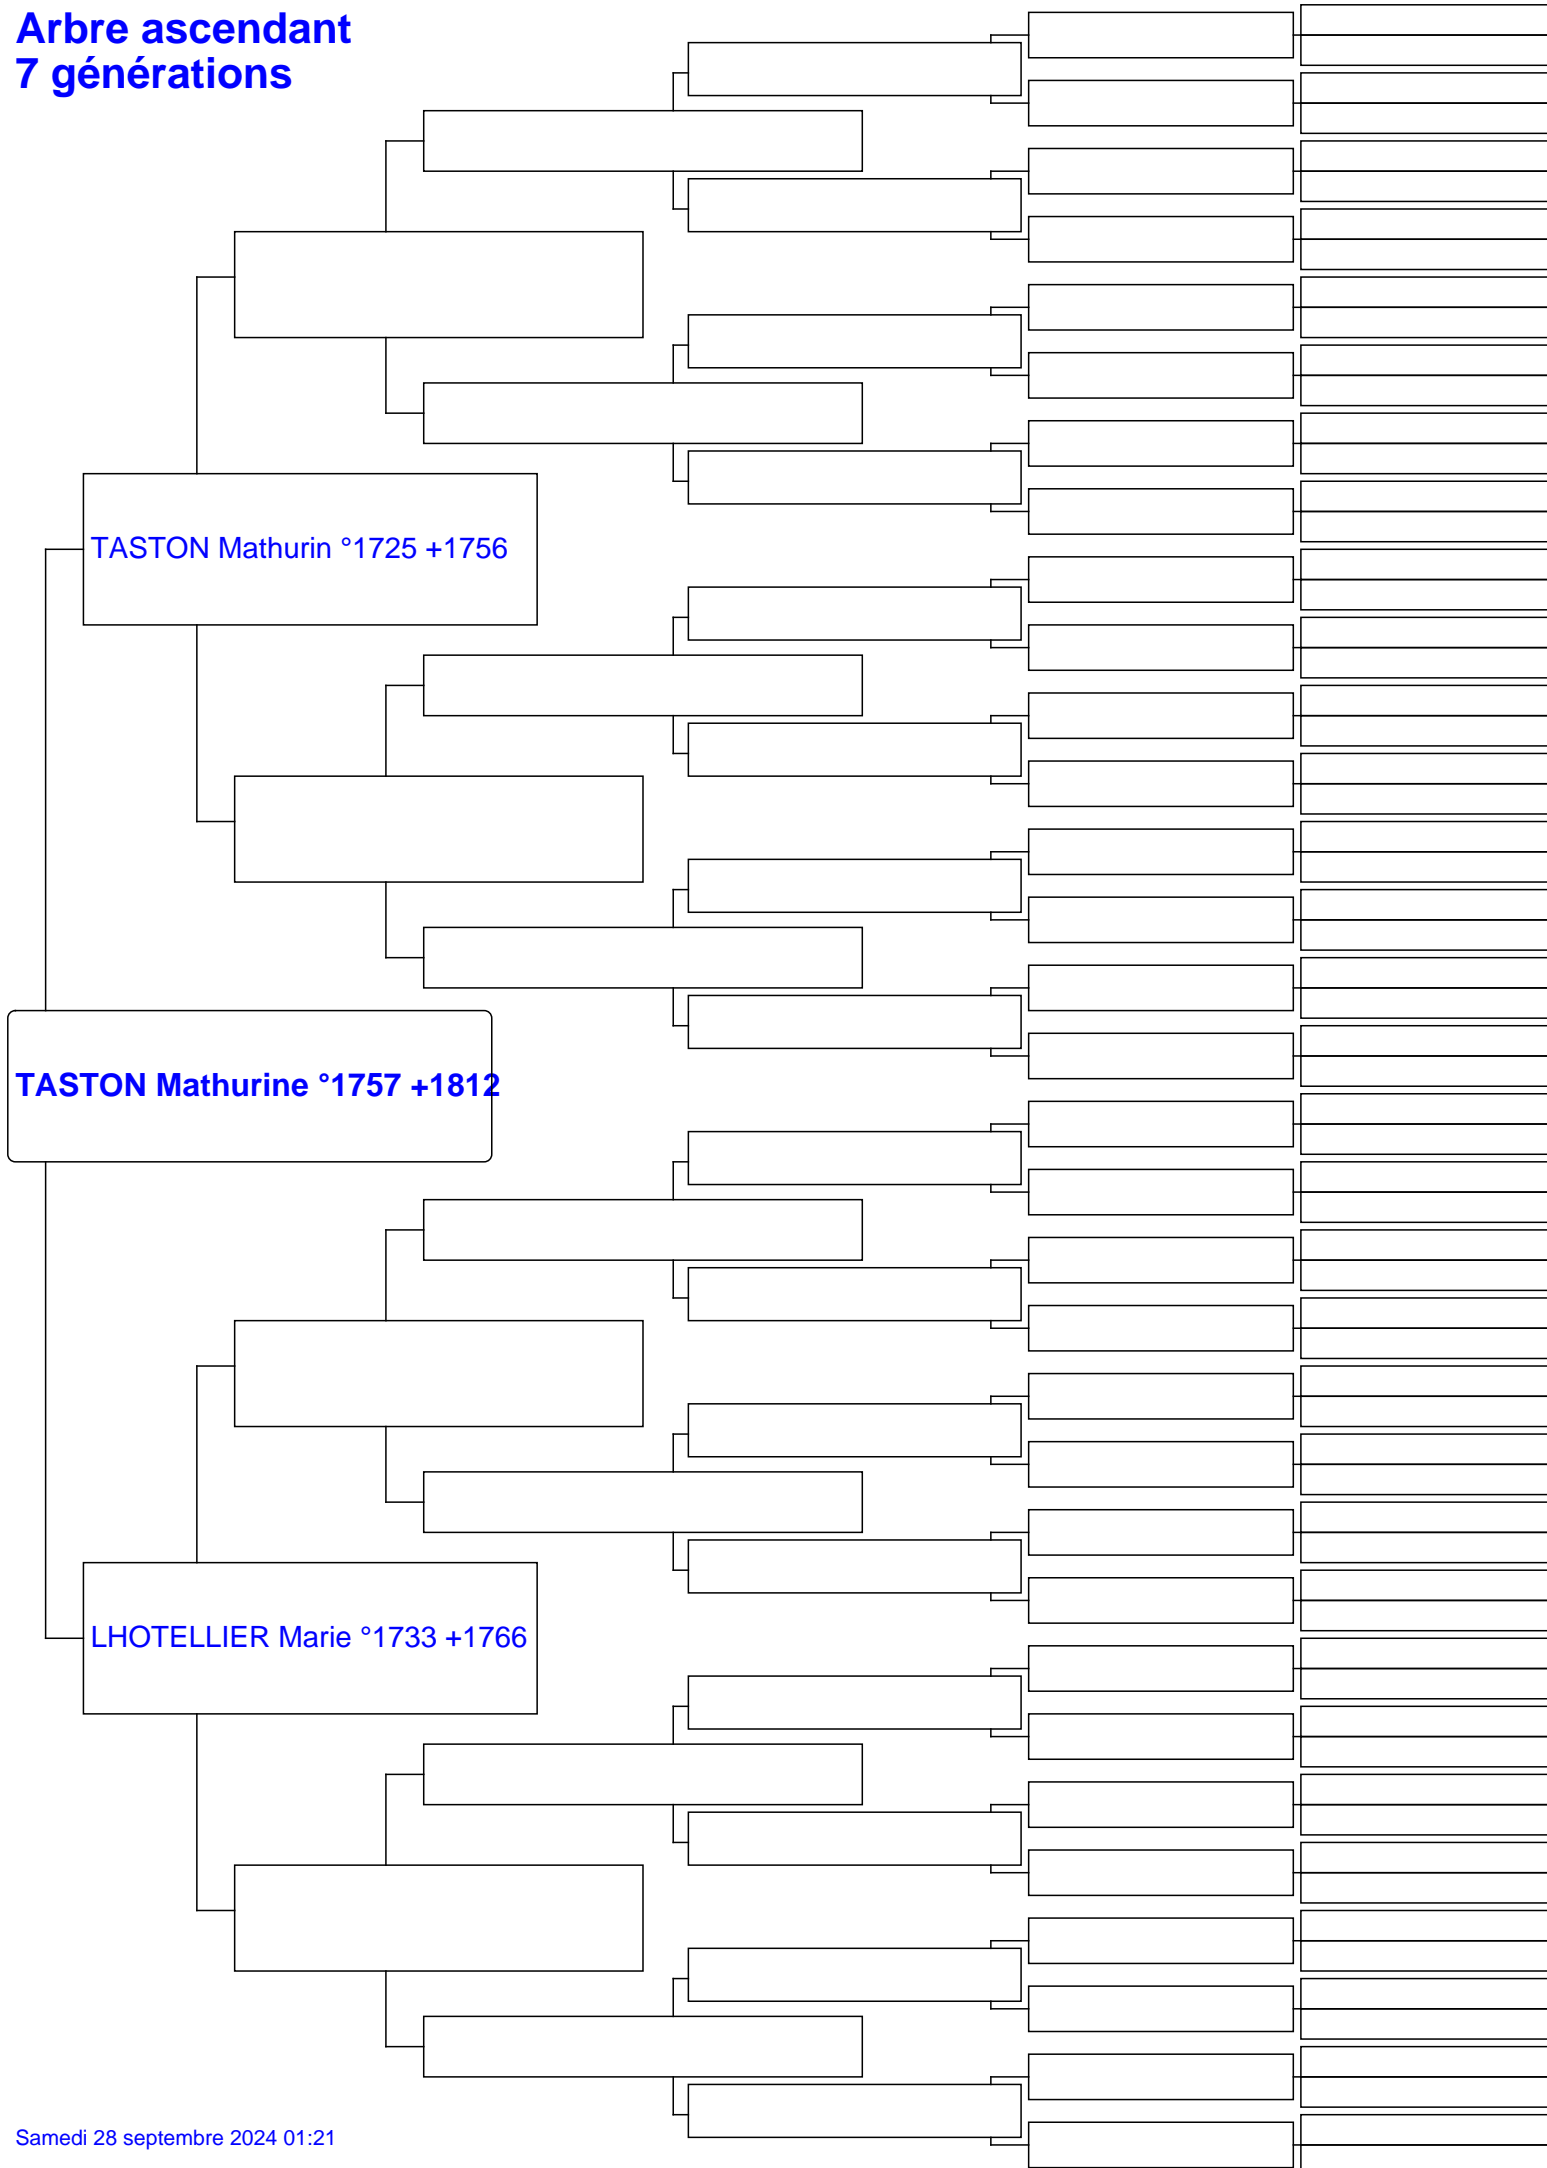 Arbre ascendant
7 générations
TASTON Mathurin °1725 +1756
TASTON Mathurine °1757 +1812
LHOTELLIER Marie °1733 +1766
Samedi 28 septembre 2024 01:21